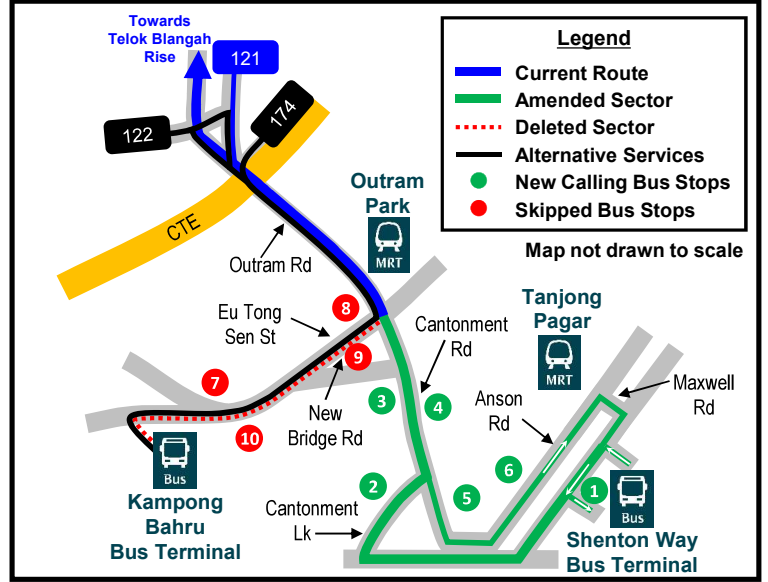 Towards
Telok Blangah
Rise
121
122
174
CTE
Outram Rd
Outram
Park
MRT
Legend
Current Route
Amended Sector
Deleted Sector
Alternative Services
New Calling Bus Stops
Skipped Bus Stops
Map not drawn to scale
Eu Tong
Sen St
8
9
7
10
New
Bridge Rd
Cantonment
Rd
3
4
Tanjong
Pagar
MRT
Anson
Rd
Maxwell
Rd
6
5
2
1
Bus
Kampong
Bahru
Bus Terminal
Cantonment
Lk
Bus
Shenton Way
Bus Terminal